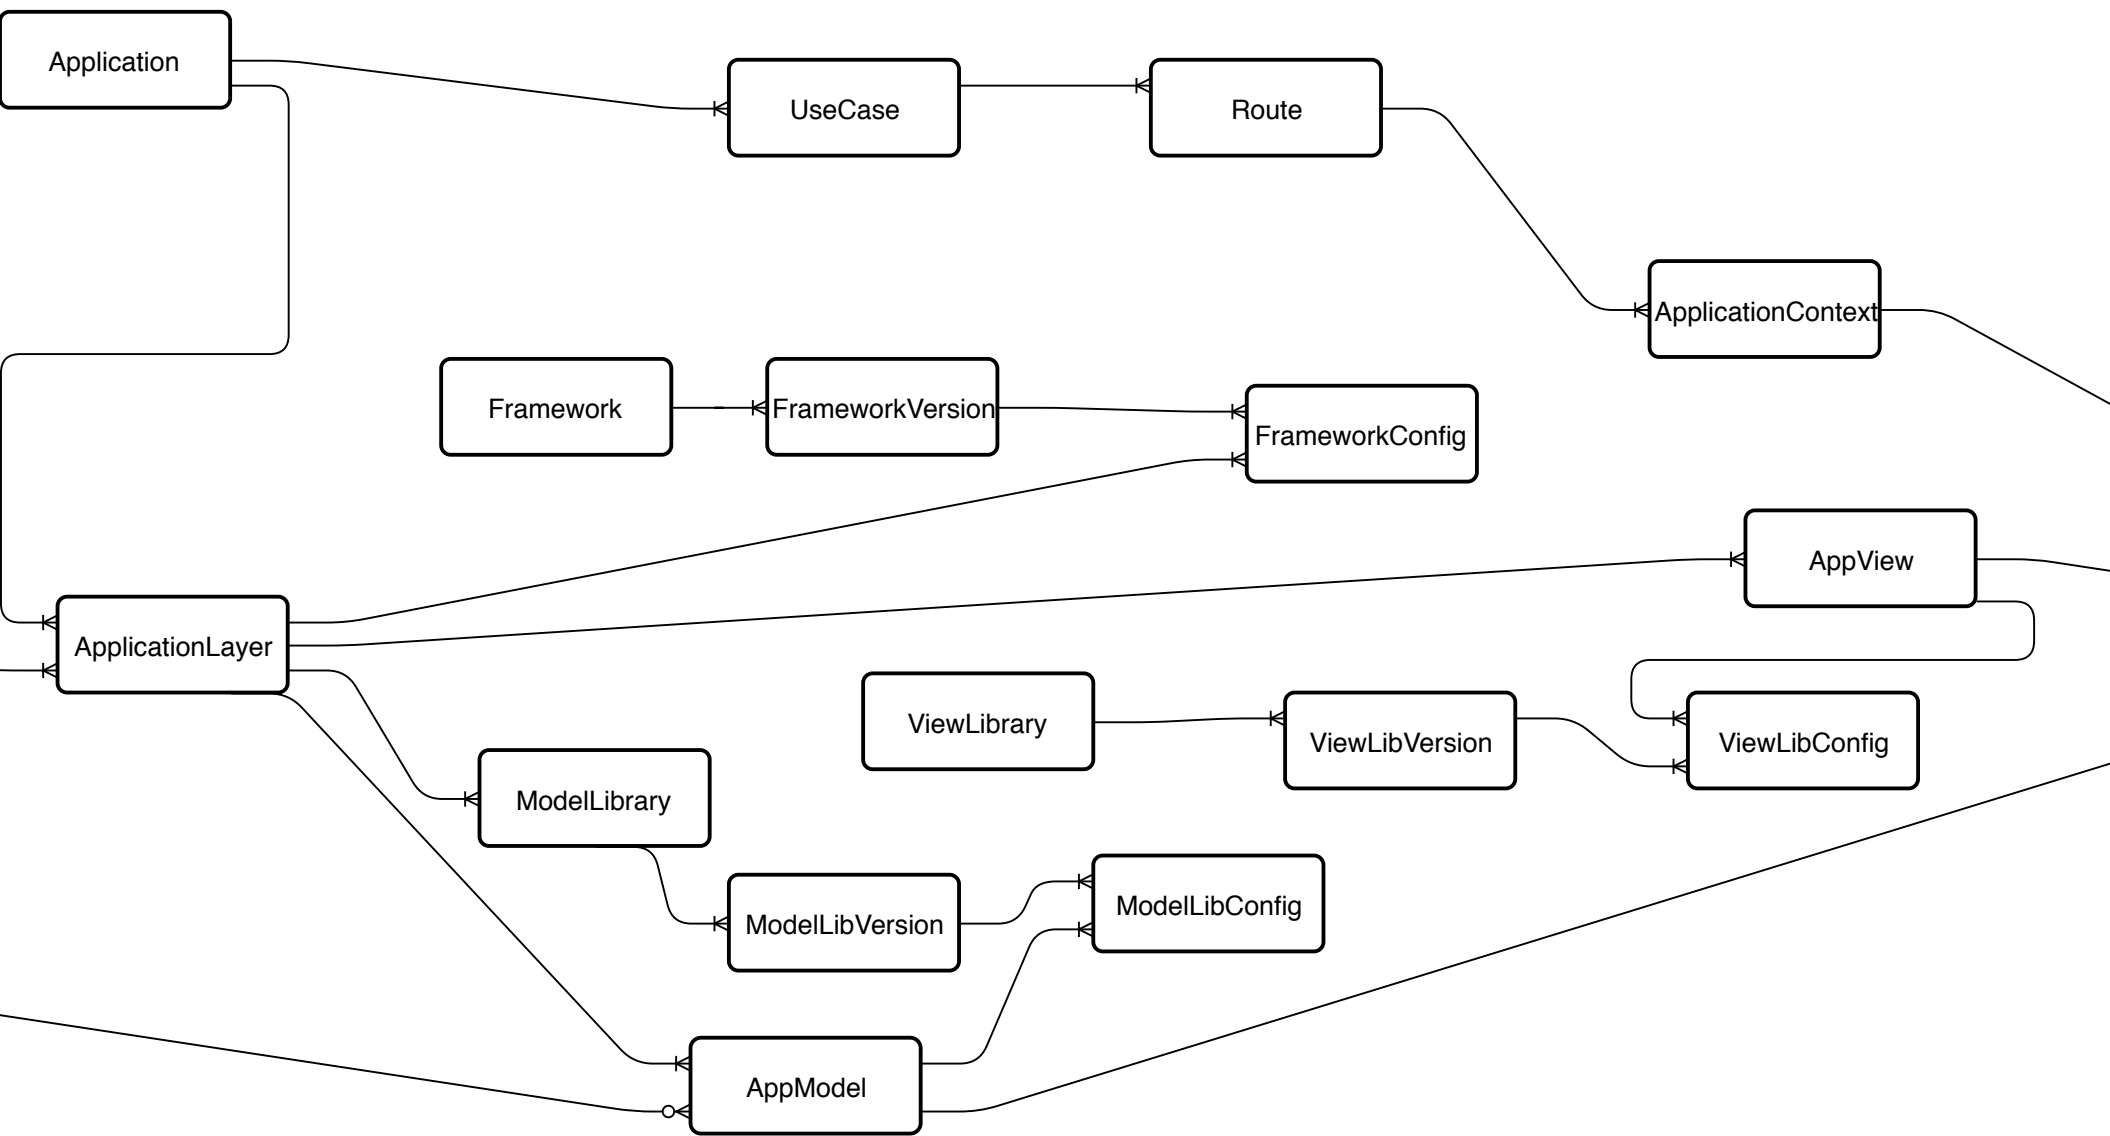 Application
UseCase
Route
ApplicationContext
Framework
FrameworkVersion
FrameworkConfig
AppView
ApplicationLayer
ViewLibrary
ViewLibVersion
ViewLibConfig
ModelLibrary
ModelLibVersion
ModelLibConfig
AppModel